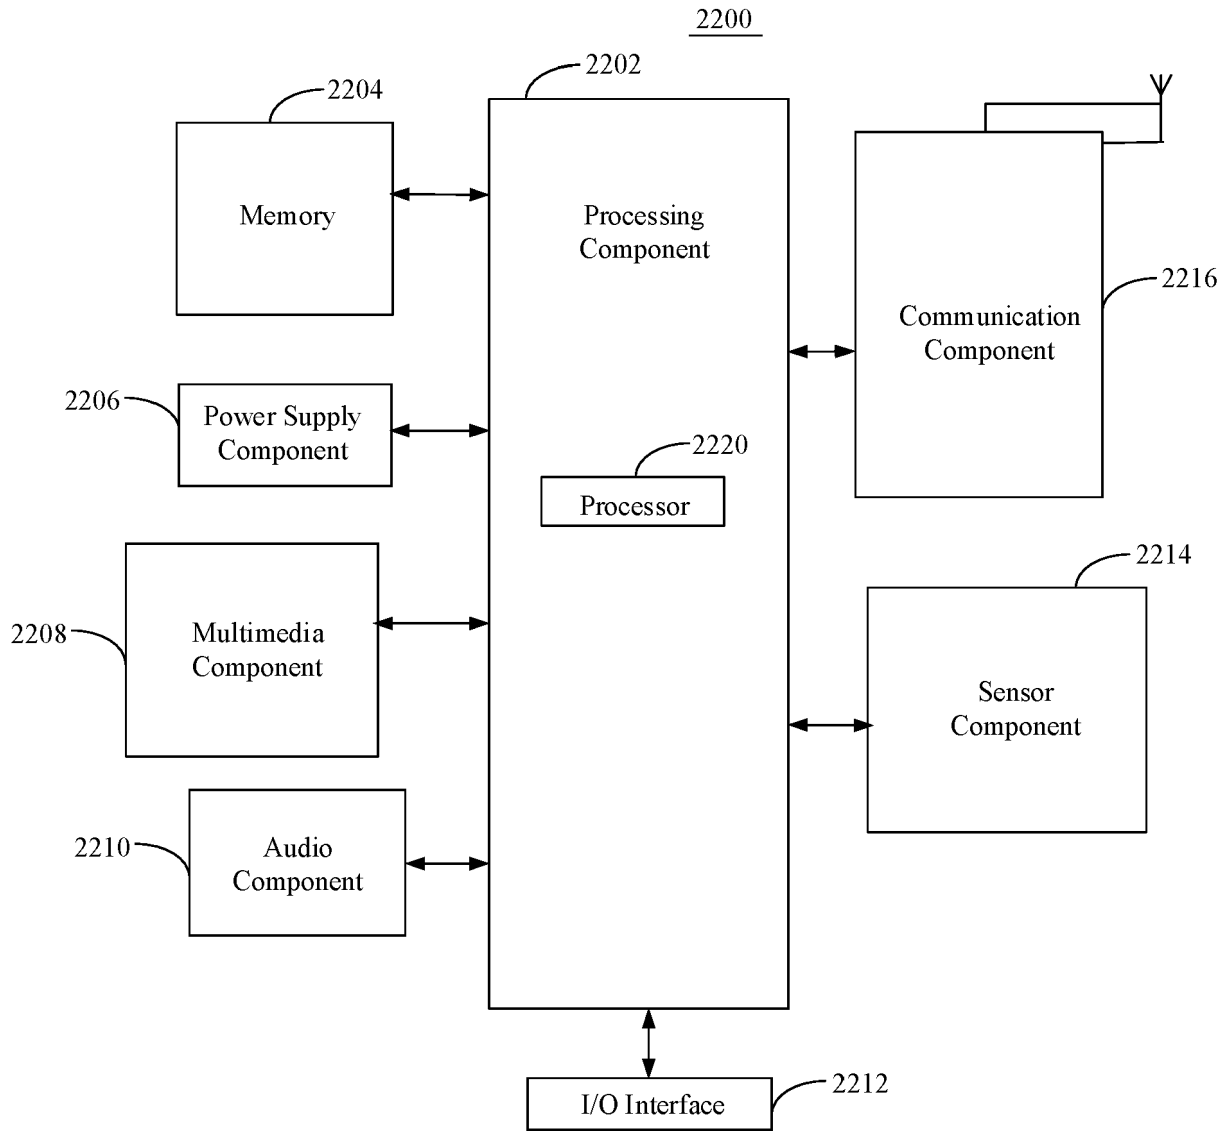 2200
2202
2204
Memory
Processing
Component
2216
Communication
Component
2206
Power Supply
Component
2220
Processor
2214
2208
Multimedia
Component
Sensor
Component
2210
Audio
Component
2212
I/O Interface